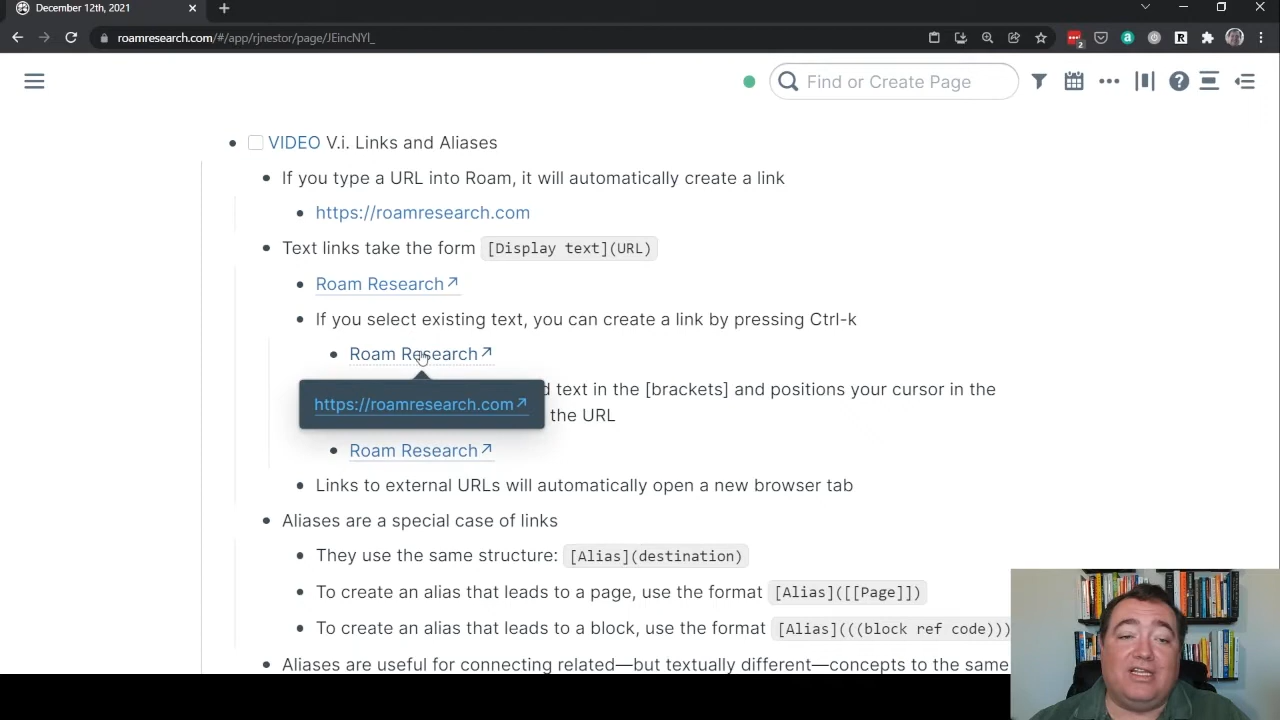 December 12th, 2021
roamresearch.com/#/app/rjnestor/page/JEincNYl_
2
a
R
Find or Create Page
VIDEO V.i. Links and Aliases
If you type a URL into Roam, it will automatically create a link
https://roamresearch.com
Text links take the form [Display text](URL)
Roam Research
If you select existing text, you can create a link by pressing Ctrl-k
Roam Research
text in the [brackets] and positions your cursor in the
https://roamresearch.com
the URL
Roam Research
Links to external URLs will automatically open a new browser tab
Aliases are a special case of links
They use the same structure: [Alias](destination)
To create an alias that leads to a page, use the format [Alias]([[Page]])
To create an alias that leads to a block, use the format [Alias](((block ref code)))
Aliases are useful for connecting related—but textually different—concepts to the same